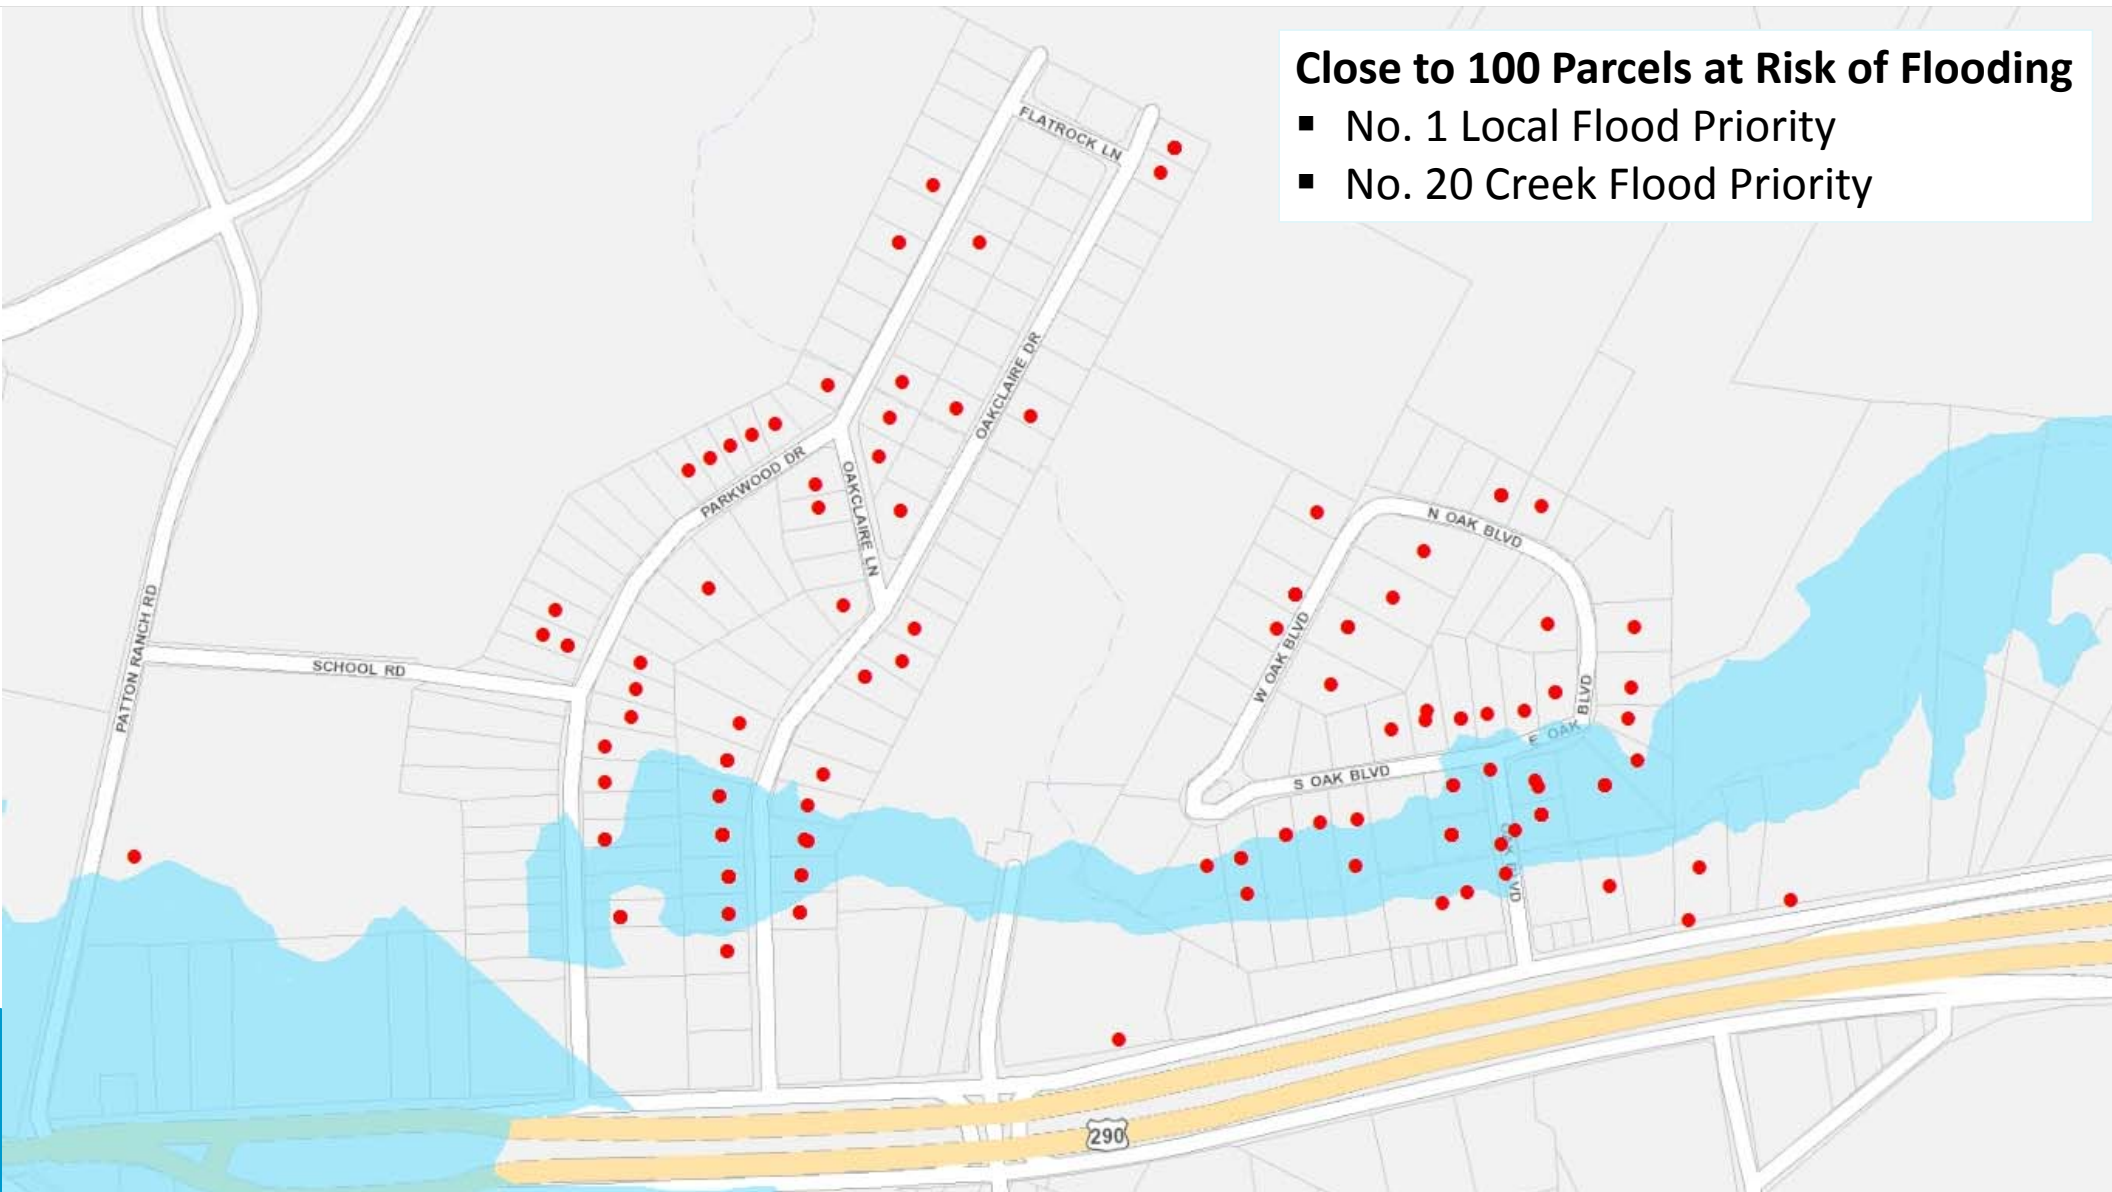 Close to 100 Parcels at Risk of Flooding
▪ No. 1 Local Flood Priority
▪ No. 20 Creek Flood Priority
FLATROCK LN
OAKCLAIRE DR
PARKWOOD DR
OAKCLAIRE LN
N OAK BLVD
W OAK BLVD
PATTON RANCH RD
SCHOOL RD
E OAK BLVD
S OAK BLVD
OAK BLVD
290